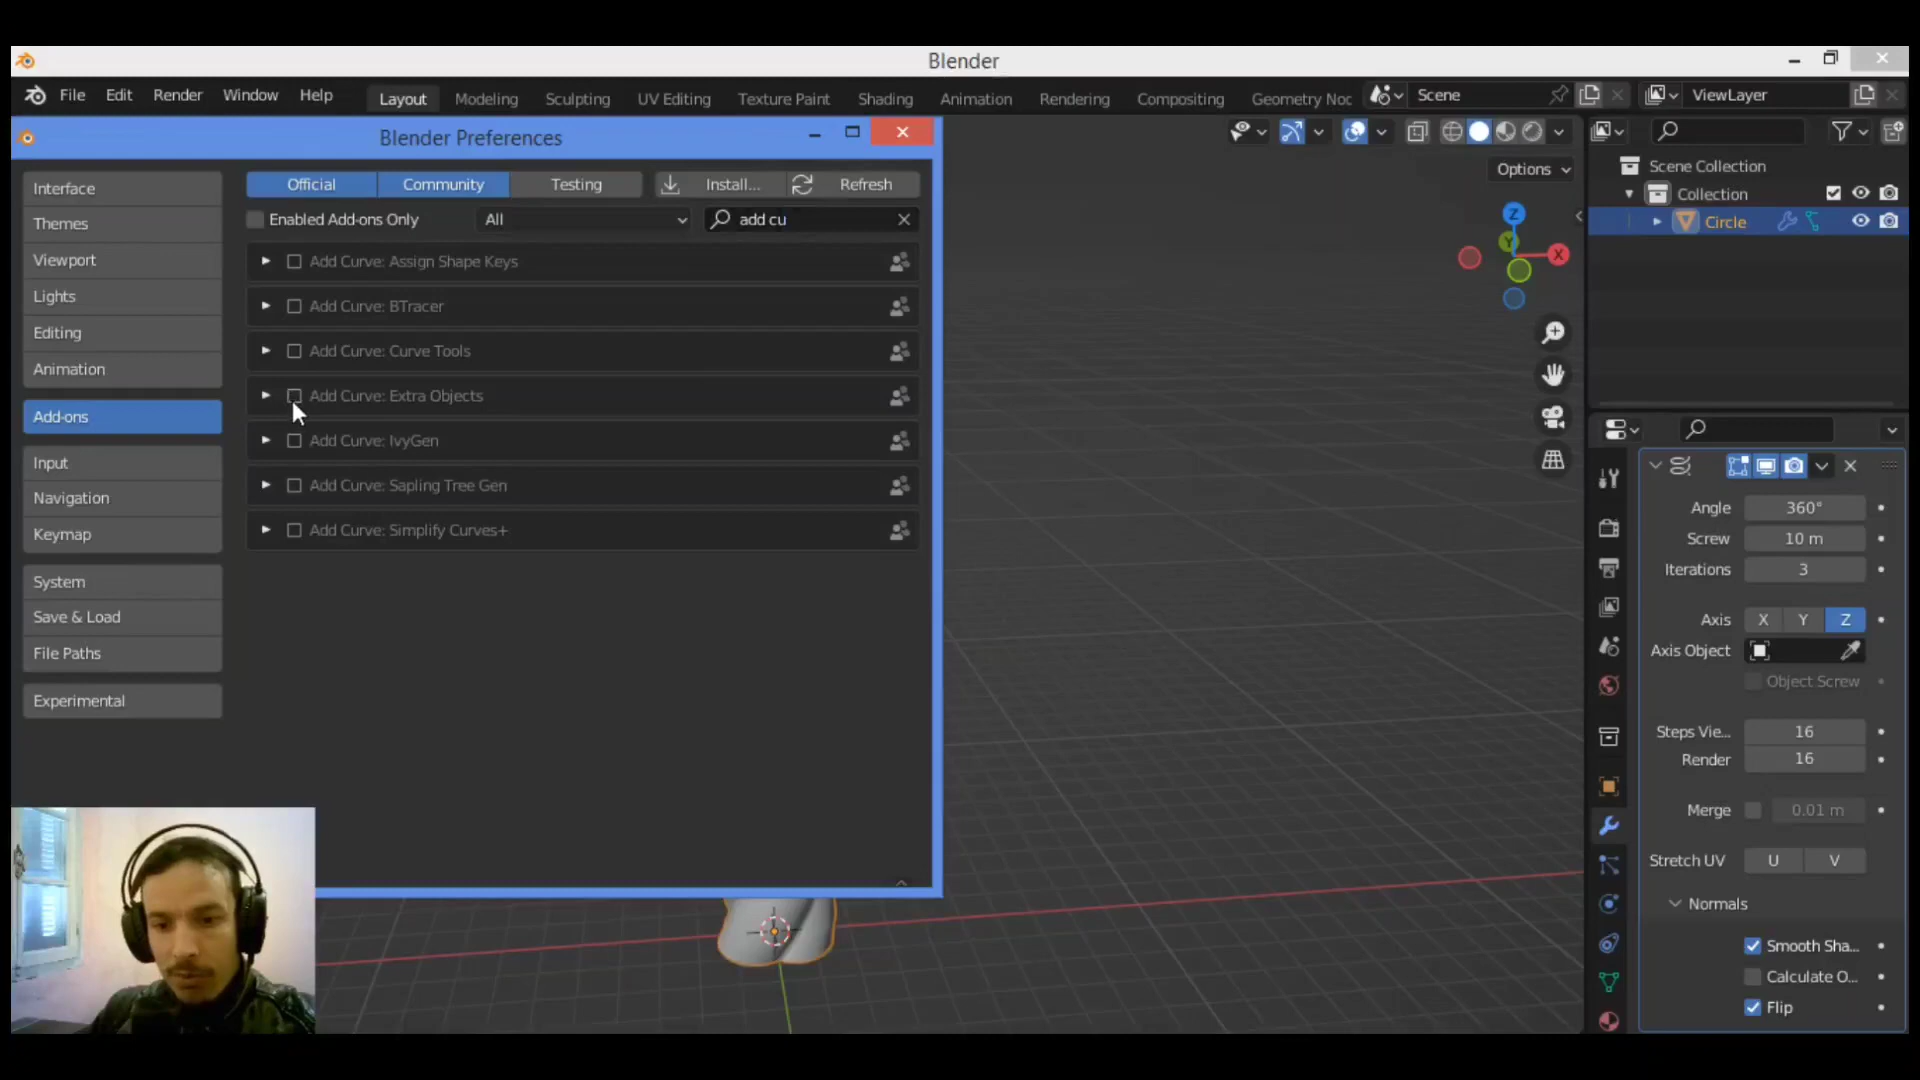 Blender
File Edit Render Window Help Layout Modeling Sculpting UV Editing Texture Paint Shading Animation Rendering Compositing Geometry Noc Scene ViewLayer
Blender Preferences
Options
Interface
Themes
Viewport
Lights
Editing
Animation
Add-ons
Input
Navigation
Keymap
System
Save & Load
File Paths
Experimental
Official Community Testing Install... Refresh
Enabled Add-ons Only All add cu
Add Curve: Assign Shape Keys
Add Curve: BTracer
Add Curve: Curve Tools
Add Curve: Extra Objects
Add Curve: IvyGen
Add Curve: Sapling Tree Gen
Add Curve: Simplify Curves+
Z
Y
X
Scene Collection
Collection
Circle
Angle 360°
Screw 10 m
Iterations 3
Axis X Y Z
Axis Object
Object Screw
Steps Vie... 16
Render 16
Merge 0.01 m
Stretch UV U V
Normals
Smooth Sha...
Calculate O...
Flip